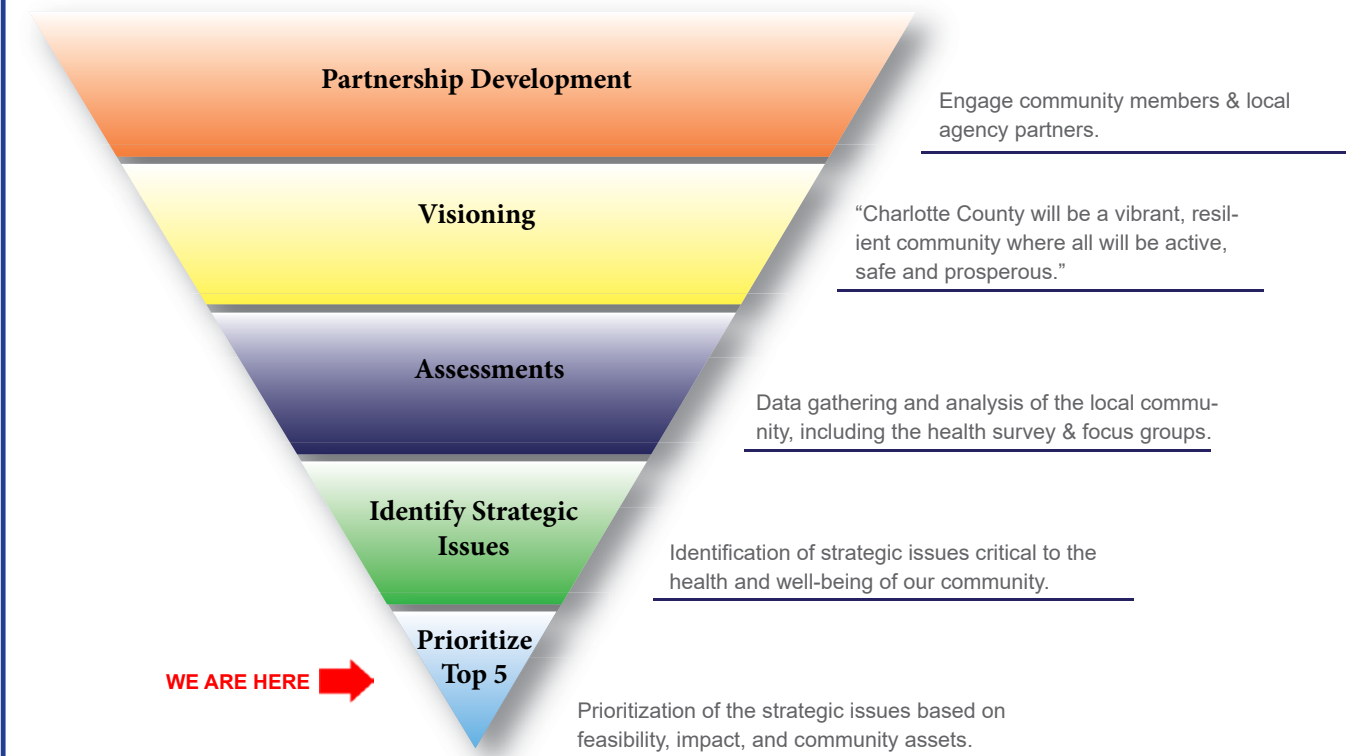 Partnership Development
Engage community members & local
agency partners.
Visioning
“Charlotte County will be a vibrant, resil-
ient community where all will be active,
safe and prosperous.”
Assessments
Data gathering and analysis of the local commu-
nity, including the health survey & focus groups.
Identify Strategic
Issues
Identification of strategic issues critical to the
health and well-being of our community.
Prioritize
Top 5
WE ARE HERE
Prioritization of the strategic issues based on
feasibility, impact, and community assets.